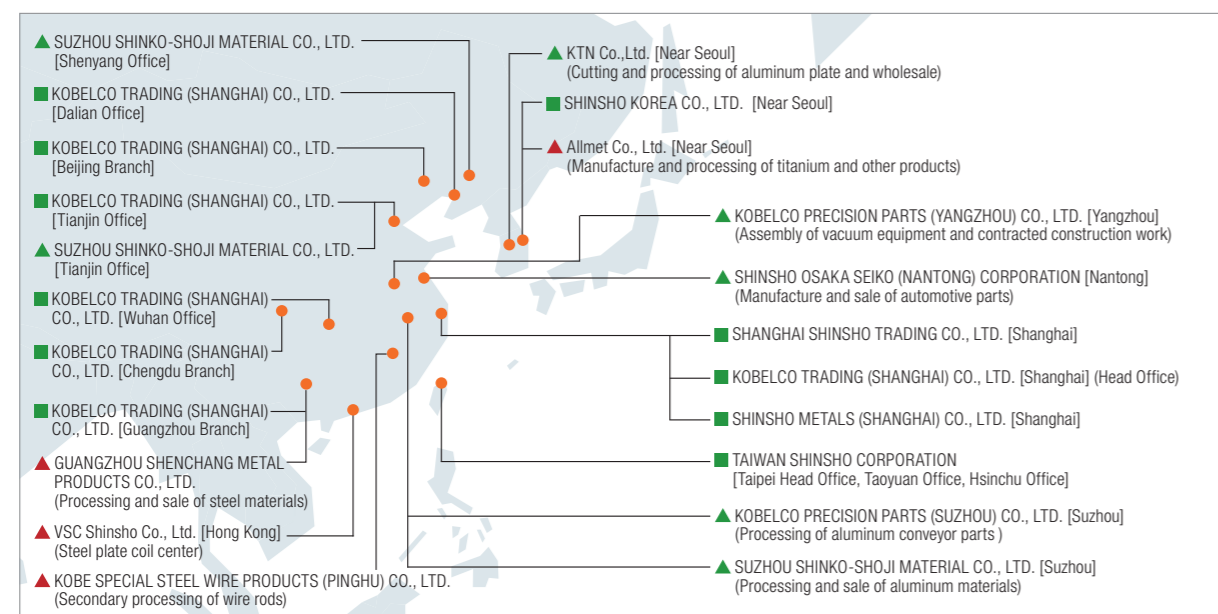 SUZHOU SHINKO-SHOJI MATERIAL CO., LTD.
[Shenyang Office]
KOBELCO TRADING (SHANGHAI) CO., LTD.
[Dalian Office]
KOBELCO TRADING (SHANGHAI) CO., LTD.
[Beijing Branch]
KOBELCO TRADING (SHANGHAI) CO., LTD.
[Tianjin Office]
SUZHOU SHINKO-SHOJI MATERIAL CO., LTD.
[Tianjin Office]
KOBELCO TRADING (SHANGHAI)
CO., LTD. [Wuhan Office]
KOBELCO TRADING (SHANGHAI)
CO., LTD. [Chengdu Branch]
KOBELCO TRADING (SHANGHAI)
CO., LTD. [Guangzhou Branch]
GUANGZHOU SHENCHANG METAL
PRODUCTS CO., LTD.
(Processing and sale of steel materials)
VSC Shinsho Co., Ltd. [Hong Kong]
(Steel plate coil center)
KOBE SPECIAL STEEL WIRE PRODUCTS (PINGHU) CO., LTD.
(Secondary processing of wire rods)
KTN Co.,Ltd. [Near Seoul]
(Cutting and processing of aluminum plate and wholesale)
SHINSHO KOREA CO., LTD. [Near Seoul]
Allmet Co., Ltd. [Near Seoul]
(Manufacture and processing of titanium and other products)
KOBELCO PRECISION PARTS (YANGZHOU) CO., LTD. [Yangzhou]
(Assembly of vacuum equipment and contracted construction work)
SHINSHO OSAKA SEIKO (NANTONG) CORPORATION [Nantong]
(Manufacture and sale of automotive parts)
SHANGHAI SHINSHO TRADING CO., LTD. [Shanghai]
KOBELCO TRADING (SHANGHAI) CO., LTD. [Shanghai] (Head Office)
SHINSHO METALS (SHANGHAI) CO., LTD. [Shanghai]
TAIWAN SHINSHO CORPORATION
[Taipei Head Office, Taoyuan Office, Hsinchu Office]
KOBELCO PRECISION PARTS (SUZHOU) CO., LTD. [Suzhou]
(Processing of aluminum conveyor parts )
SUZHOU SHINKO-SHOJI MATERIAL CO., LTD. [Suzhou]
(Processing and sale of aluminum materials)